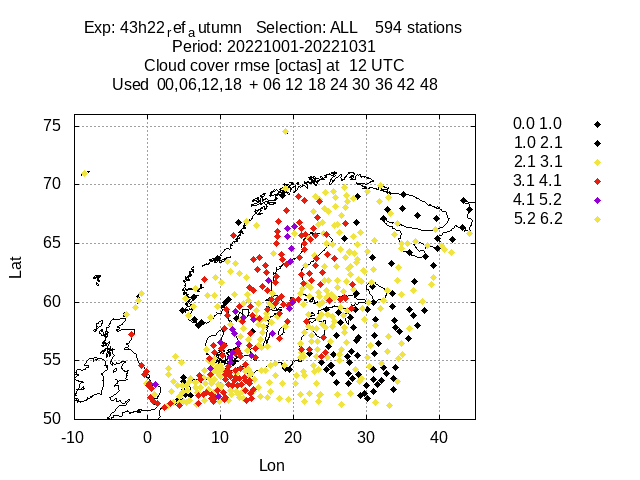 Exp: 43h22ref_autumn   Selection: ALL    594 stations
Period: 20221001-20221031
Cloud cover rmse [octas] at  12 UTC
Used  00,06,12,18  + 06 12 18 24 30 36 42 48
75
70
65
60
55
50
Lat
-10 0 10 20 30 40
Lon
0.0 1.0
1.0 2.1
2.1 3.1
3.1 4.1
4.1 5.2
5.2 6.2